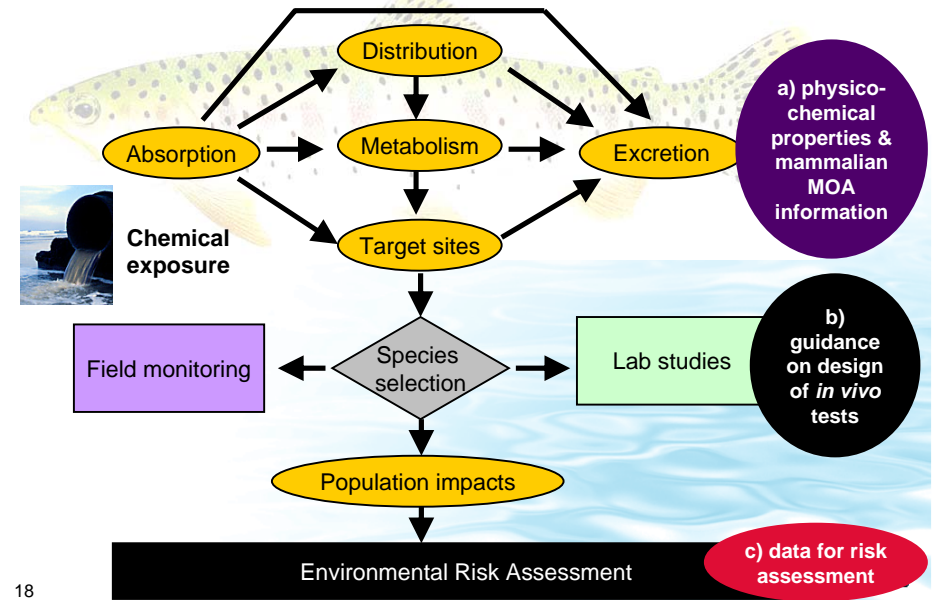 Distribution
a) physico-
chemical
properties &
mammalian
MOA
information
Absorption
Metabolism
Excretion
Chemical
exposure
Target sites
Field monitoring
Species
selection
Lab studies
b)
guidance
on design
of in vivo
tests
Population impacts
Environmental Risk Assessment
c) data for risk
assessment
18